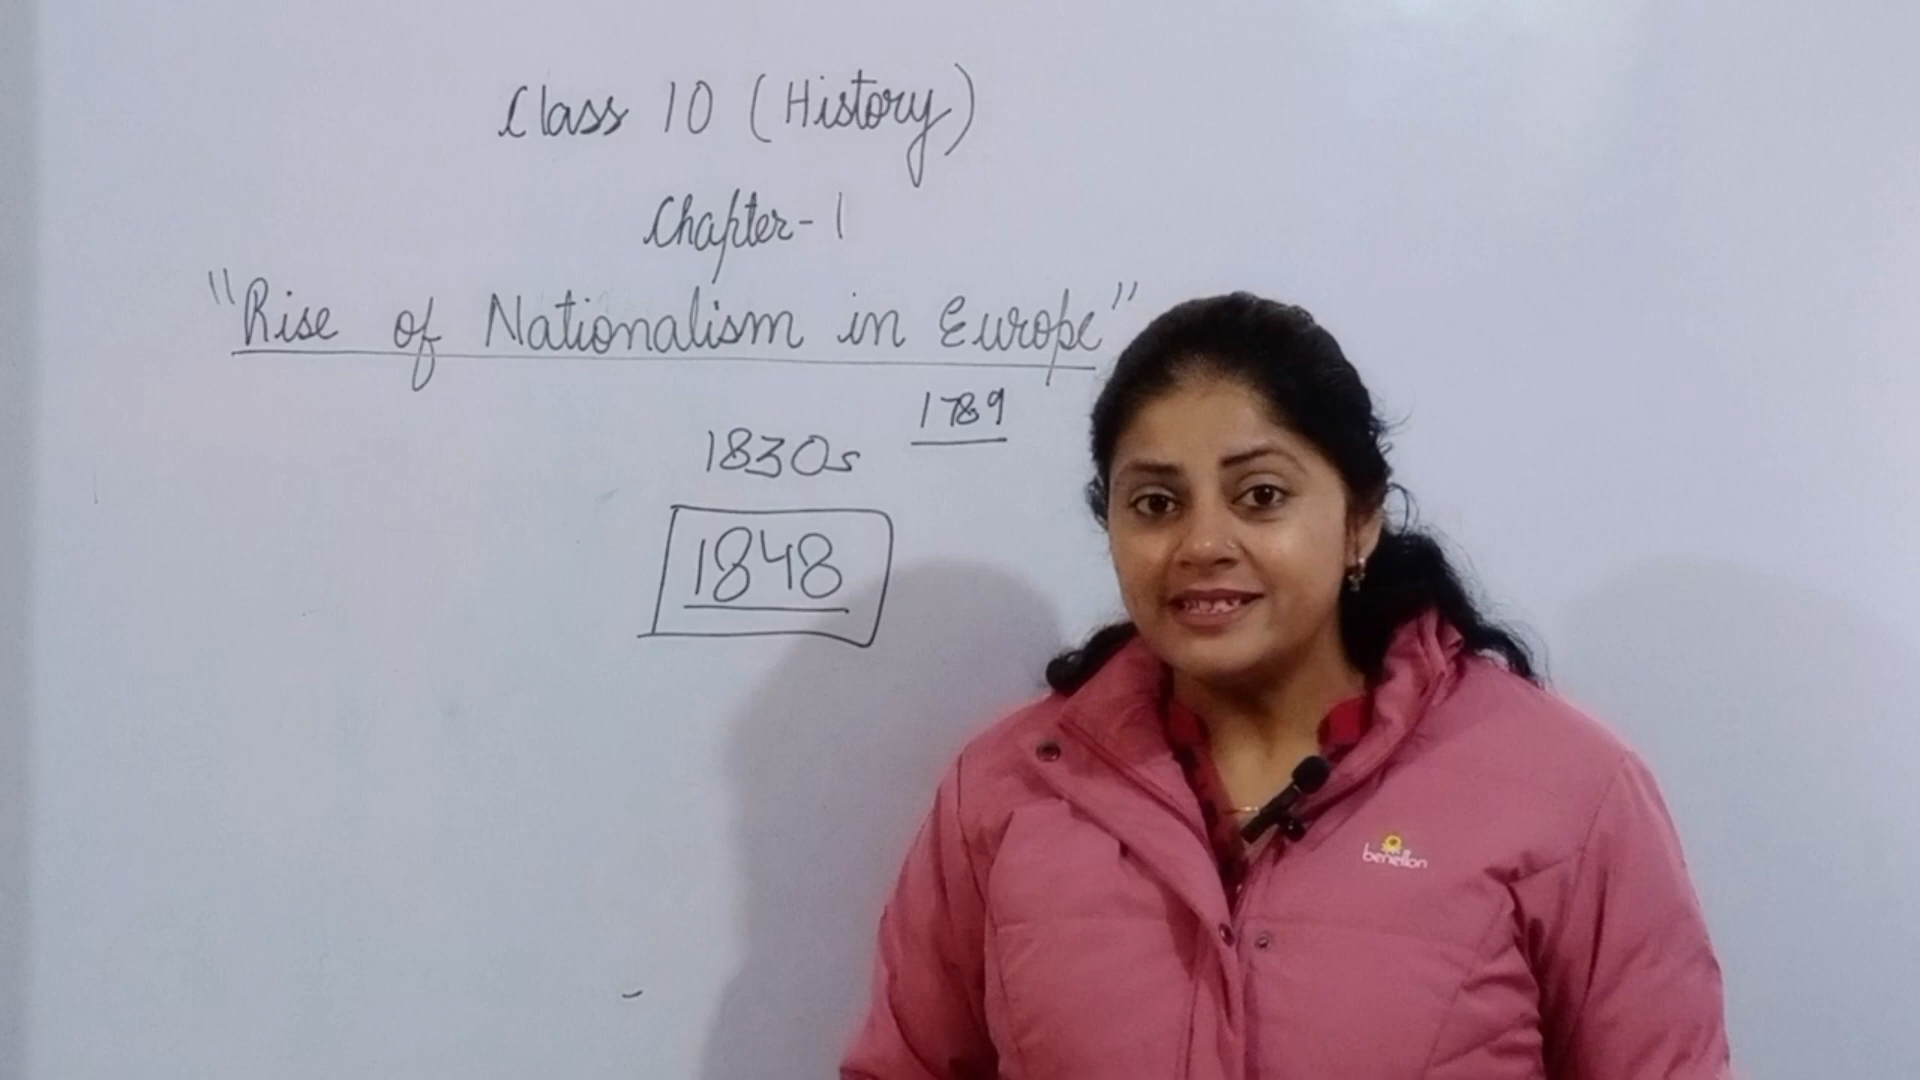 Class 10 (History)
Chapter-1
"Rise of Nationalism in Europe"
1789
1830s
1848
benetton